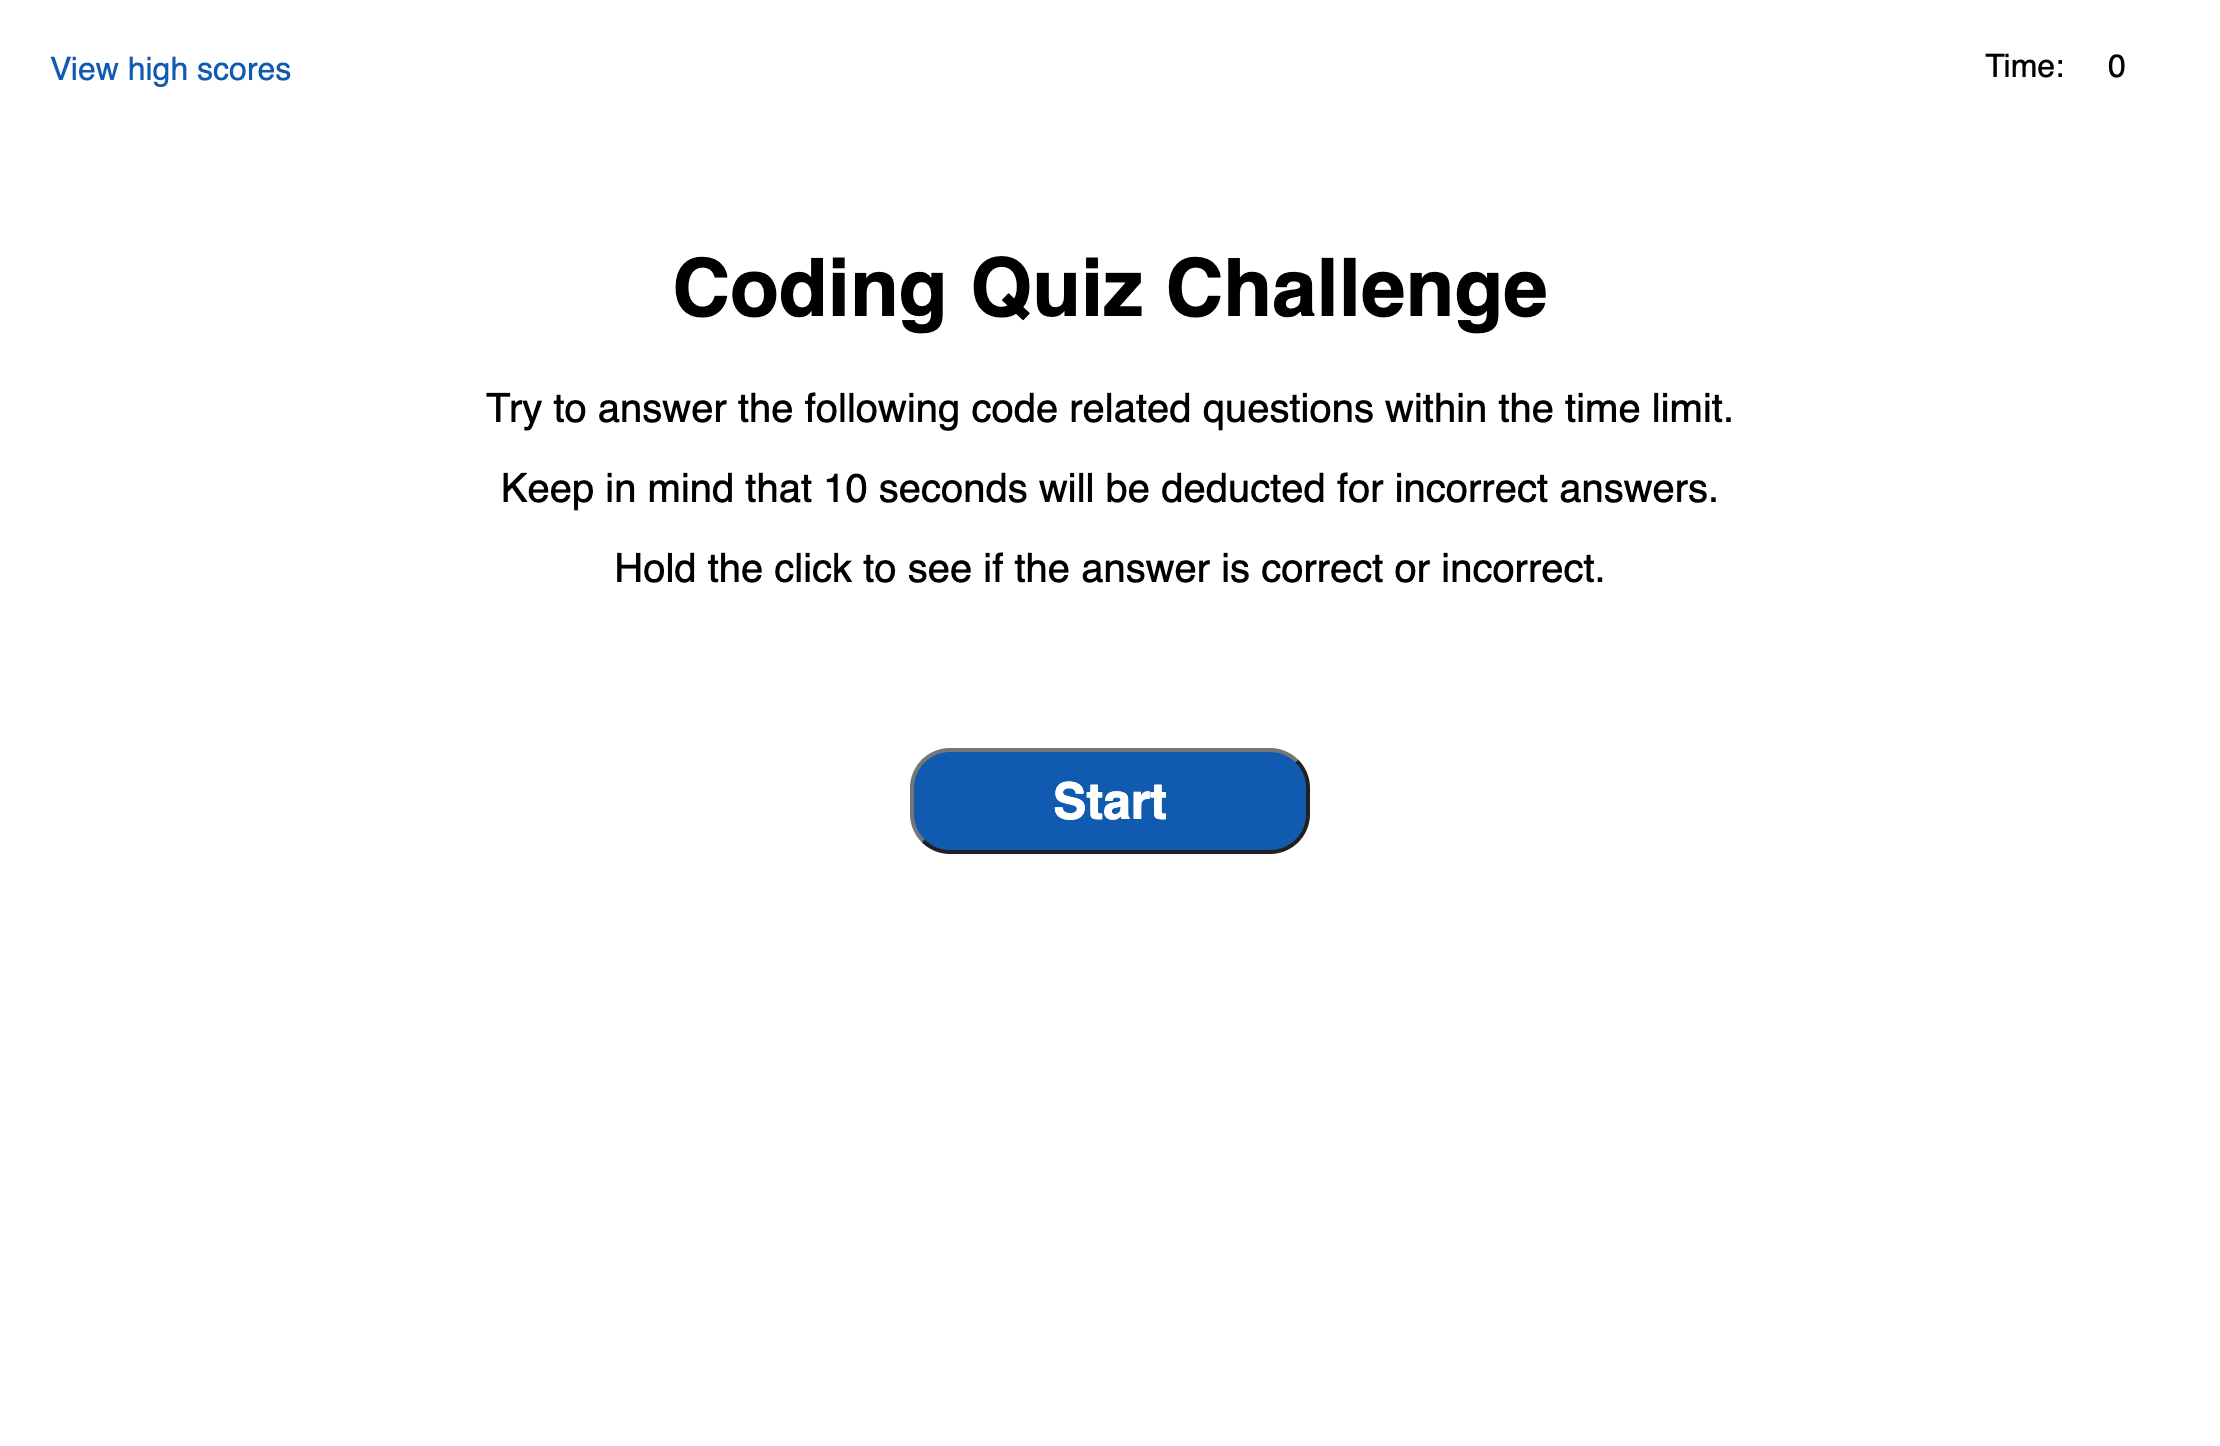 View high scores
Time: 0
Coding Quiz Challenge
Try to answer the following code related questions within the time limit.
Keep in mind that 10 seconds will be deducted for incorrect answers.
Hold the click to see if the answer is correct or incorrect.
Start